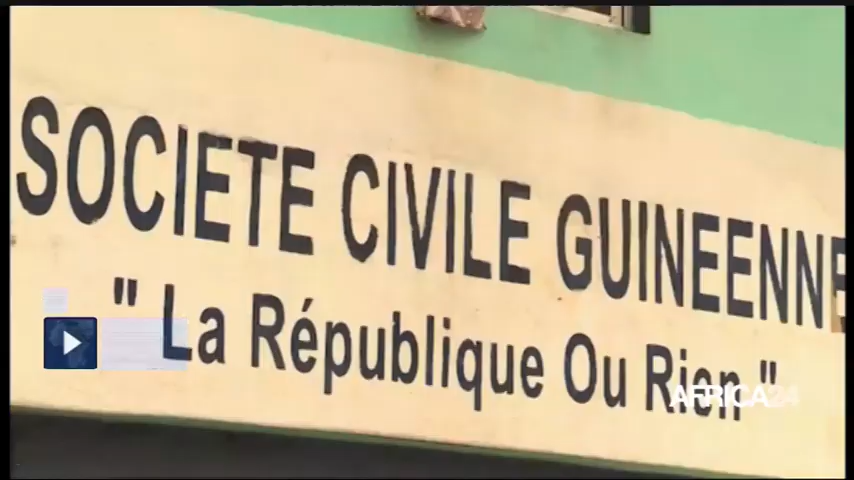 SOCIETE CIVILE GUINEENNE
" La République Ou Rien "
AFRICA24